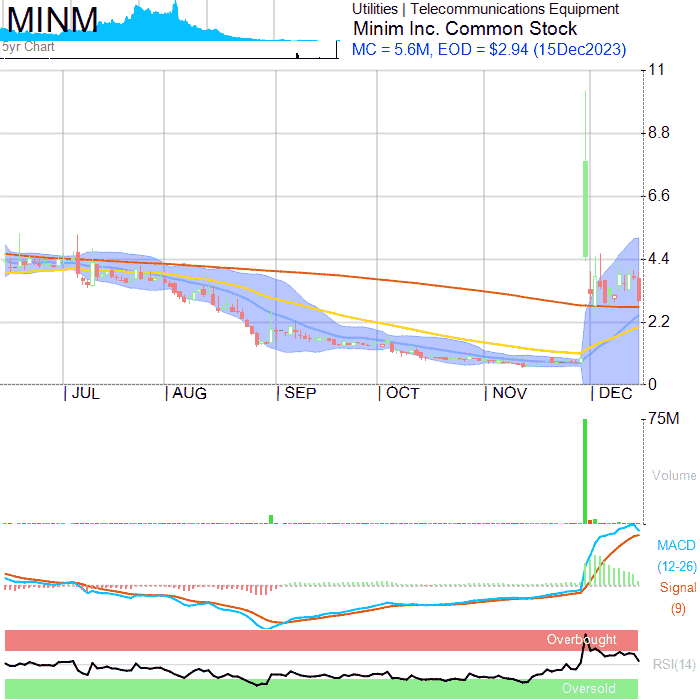 MINM
Utilities | Telecommunications Equipment
Minim Inc. Common Stock
5yr Chart
MC = 5.6M, EOD = $2.94 (15Dec2023)
11
8.8
6.6
4.4
2.2
0
JUL AUG SEP OCT NOV DEC
75M
Volume
MACD
(12-26)
Signal
(9)
Overbought
RSI(14)
Oversold